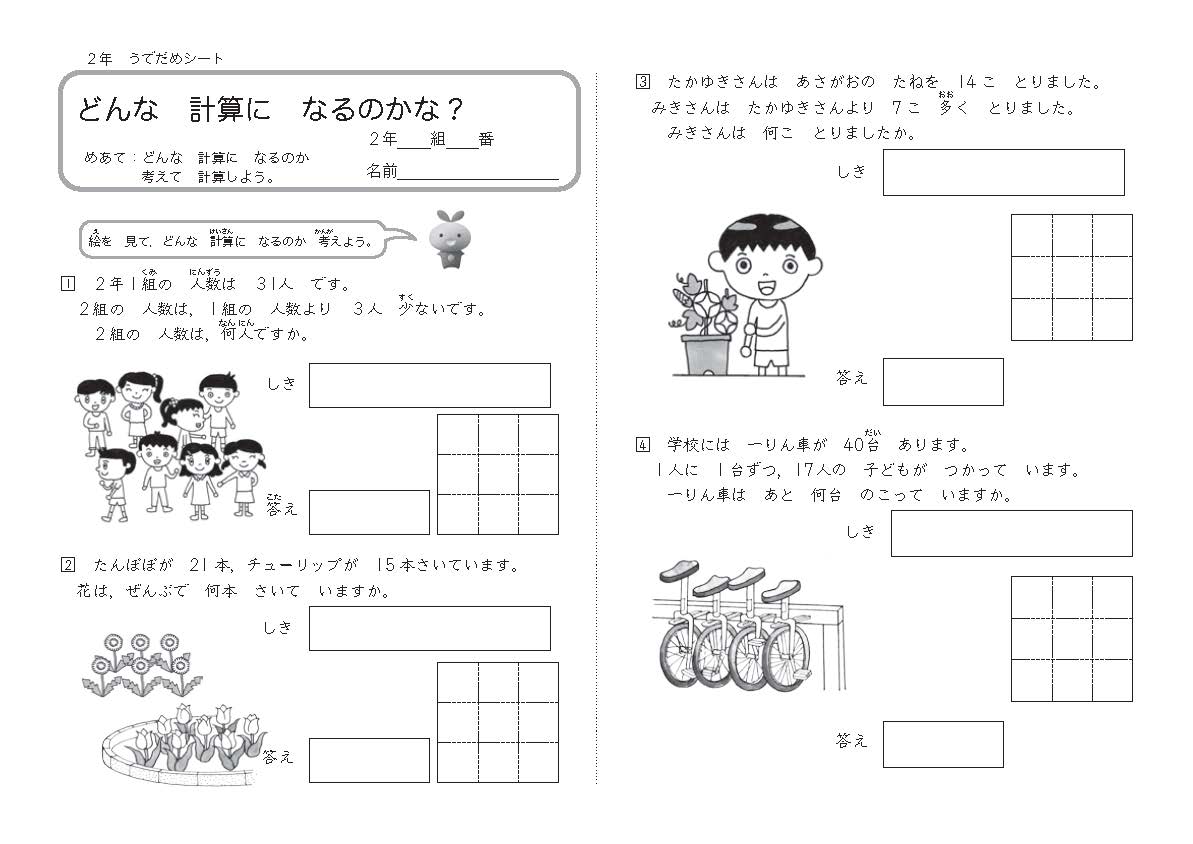 2年 うでだめシート
どんな 計算に なるのかな？
2年____組____番
めあて：どんな 計算に なるのか
考えて 計算しよう。
名前____________________
絵を 見て，どんな 計算に なるのか 考えよう。
1 2年1組の 人数は 31人 です。
2組の 人数は，1組の 人数より 3人 少ないです。
2組の 人数は，何人ですか。
しき
答え
2 たんぽぽが 21本，チューリップが 15本さいています。
花は，ぜんぶで 何本 さいて いますか。
しき
答え
3 たかゆきさんは あさがおの たねを 14こ とりました。
みきさんは たかゆきさんより 7こ 多く とりました。
みきさんは 何こ とりましたか。
しき
答え
4 学校には 一りん車が 40台 あります。
1人に 1台ずつ，17人の 子どもが つかって います。
一りん車は あと 何台 のこって いますか。
しき
答え